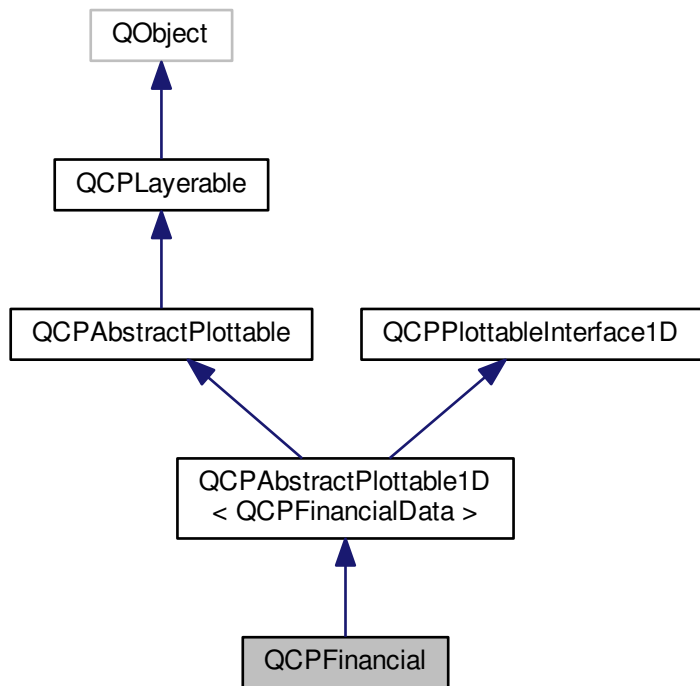 QObject
QCPLayerable
QCPAbstractPlottable
QCPPlottableInterface1D
QCPAbstractPlottable1D
< QCPFinancialData >
QCPFinancial